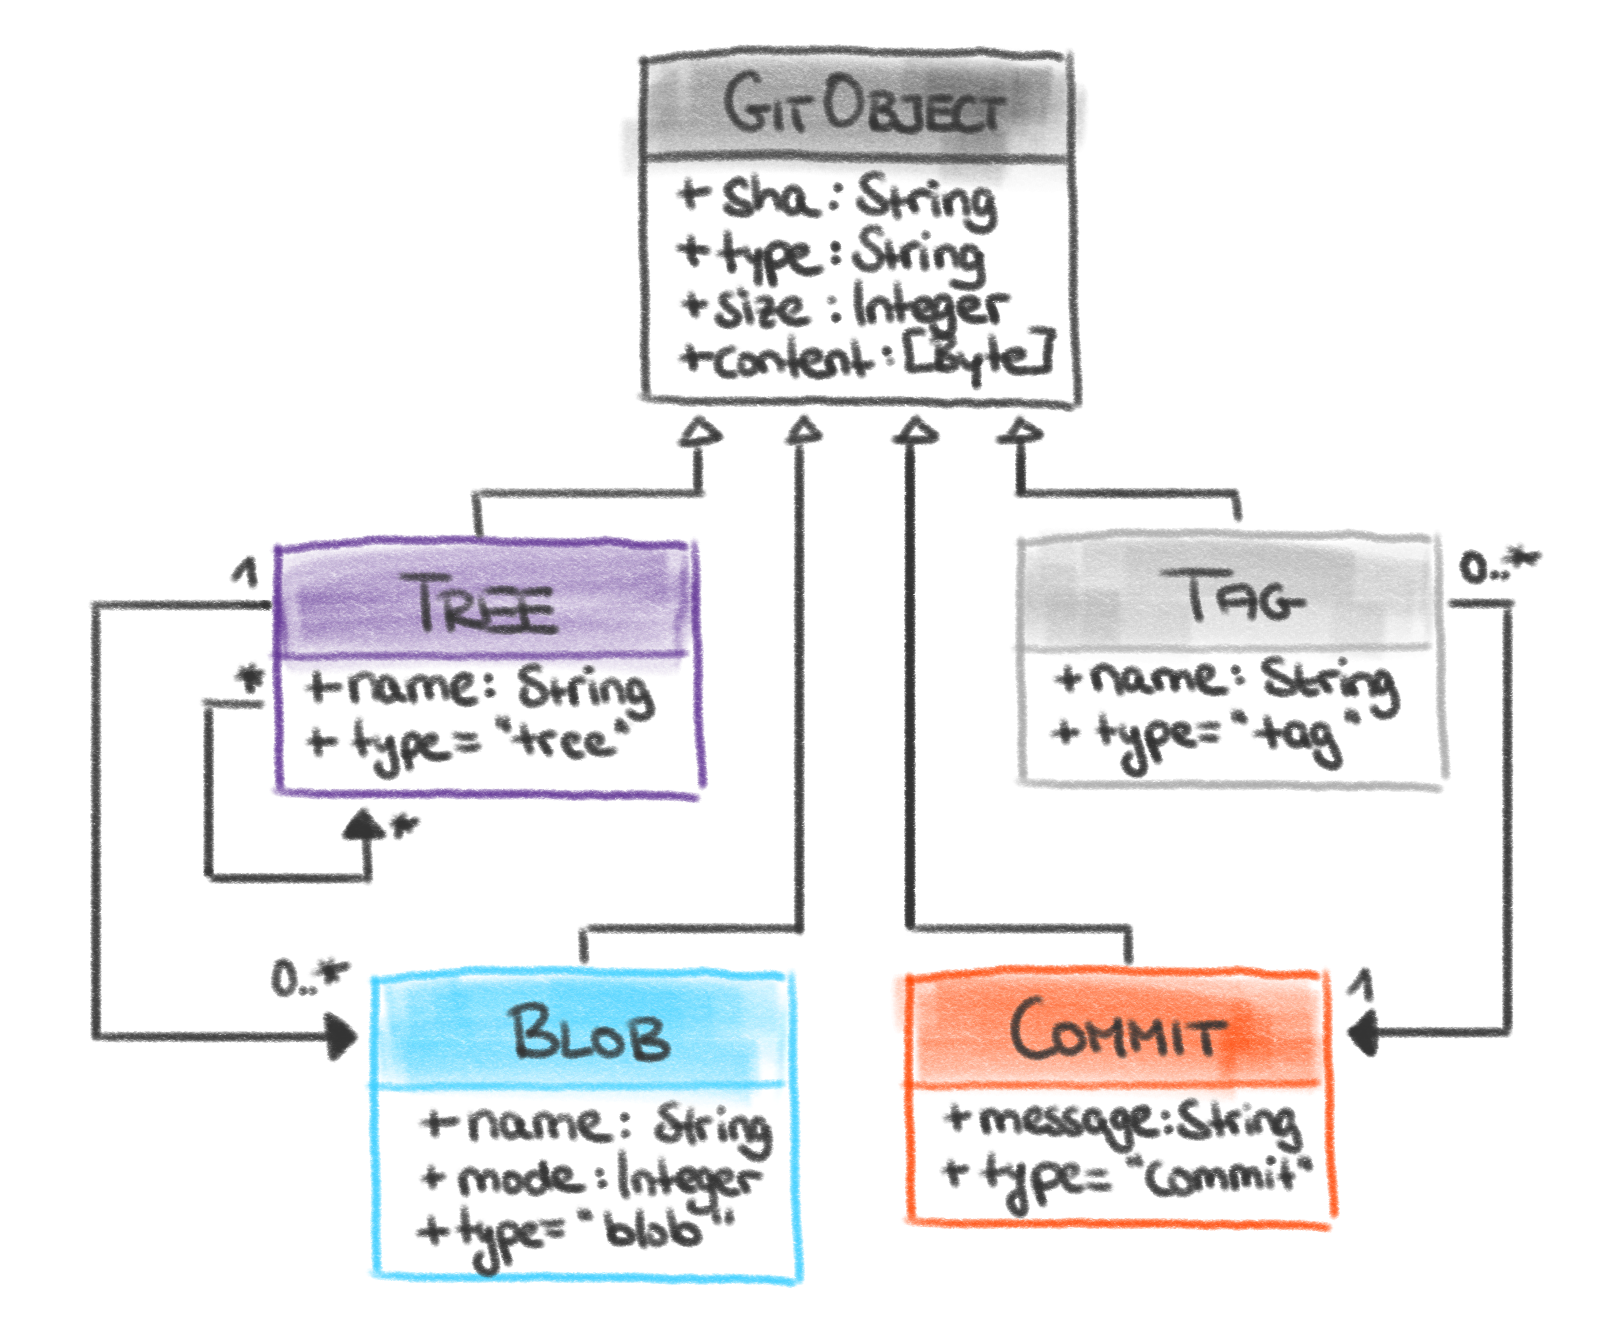 GitObject
+ sha: String
+ type: String
+ size: Integer
+ content: [Byte]
1
Tree
*
+ name: String
+ type= "tree"
*
0..*
Tag
+ name: String
+ type= "tag"
0..*
Blob
+ name: String
+ mode: Integer
+ type= "blob"
1
Commit
+ message: String
+ type= "commit"